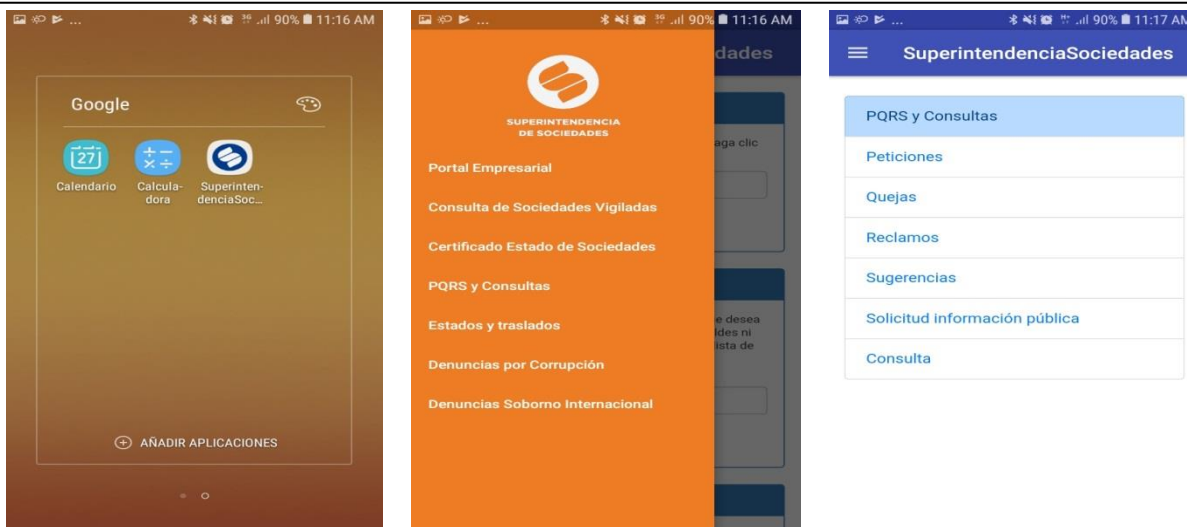 ... 90% 11:16 AM
Google
27
Calendario
Calcula-
dora
Superinten-
denciaSoc...
AÑADIR APLICACIONES
... 90% 11:16 AM
dades
SUPERINTENDENCIA
DE SOCIEDADES
aga clic
Portal Empresarial
Consulta de Sociedades Vigiladas
Certificado Estado de Sociedades
PQRS y Consultas
e desea
Estados y traslados
ldes ni
ista de
Denuncias por Corrupción
Denuncias Soborno Internacional
... 90% 11:17 AM
SuperintendenciaSociedades
PQRS y Consultas
Peticiones
Quejas
Reclamos
Sugerencias
Solicitud información pública
Consulta